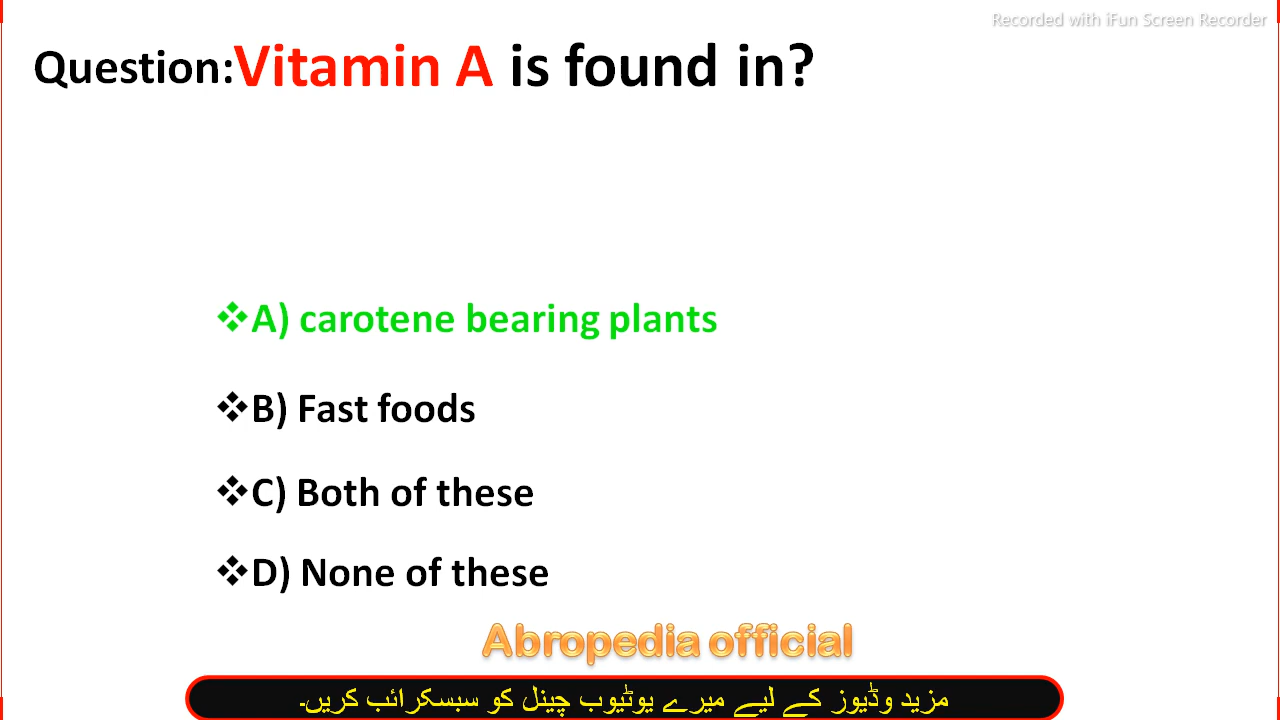 Recorded with iFun Screen Recorder
Question:Vitamin A is found in?
❖A) carotene bearing plants
❖B) Fast foods
❖C) Both of these
❖D) None of these
Abropedia official
مزید وڈیوز کے لیے میرے یوٹیوب چینل کو سبسکرائب کریں۔